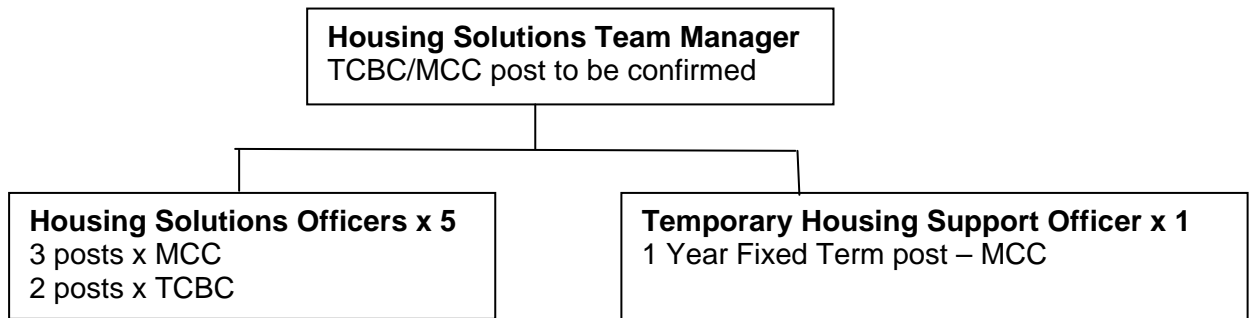 Housing Solutions Team Manager
TCBC/MCC post to be confirmed
Housing Solutions Officers x 5
3 posts x MCC
2 posts x TCBC
Temporary Housing Support Officer x 1
1 Year Fixed Term post – MCC